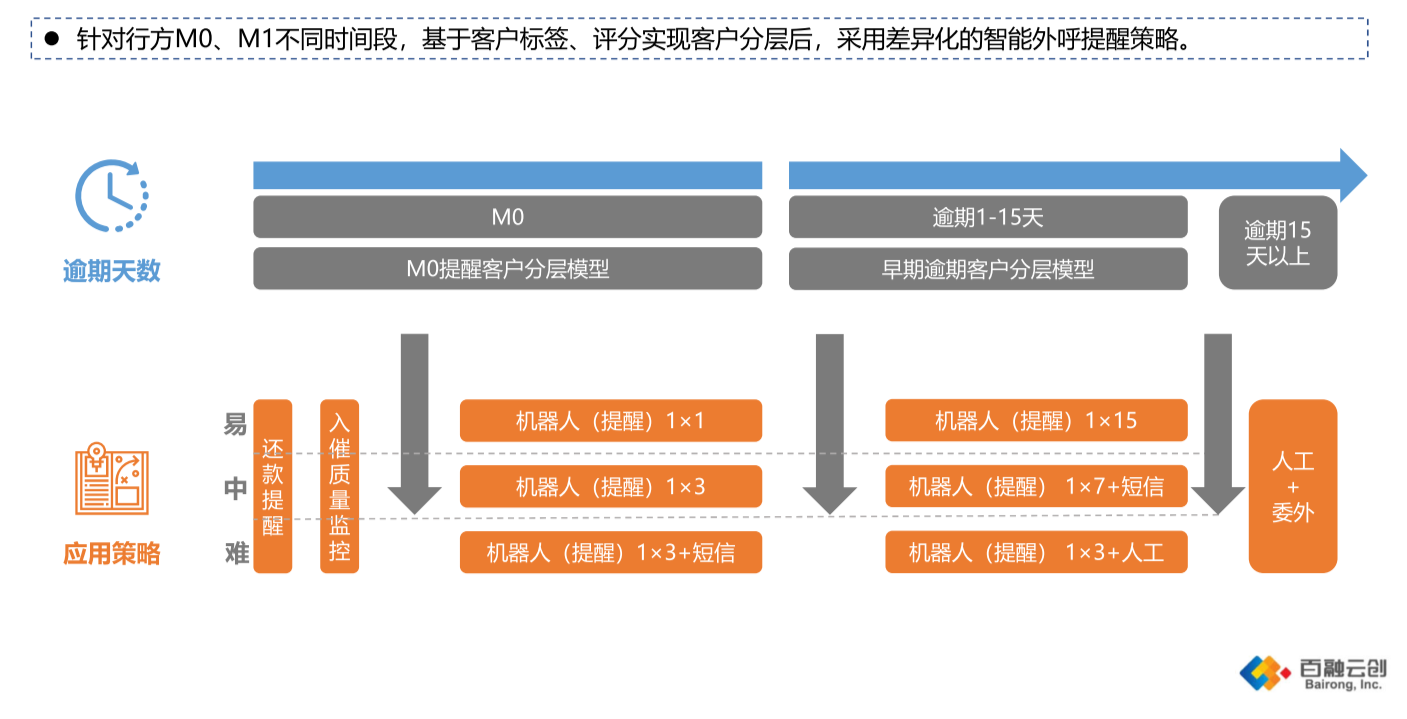 ● 针对行方M0、M1不同时间段，基于客户标签、评分实现客户分层后，采用差异化的智能外呼提醒策略。
逾期天数
M0
M0提醒客户分层模型
逾期1-15天
早期逾期客户分层模型
逾期15
天以上
应用策略
易
中
难
还款提醒
入催质量监控
机器人（提醒）1×1
机器人（提醒）1×3
机器人（提醒）1×3+短信
机器人（提醒）1×15
机器人（提醒） 1×7+短信
机器人（提醒） 1×3+人工
人工
+
委外
百融云创
Bairong, Inc.